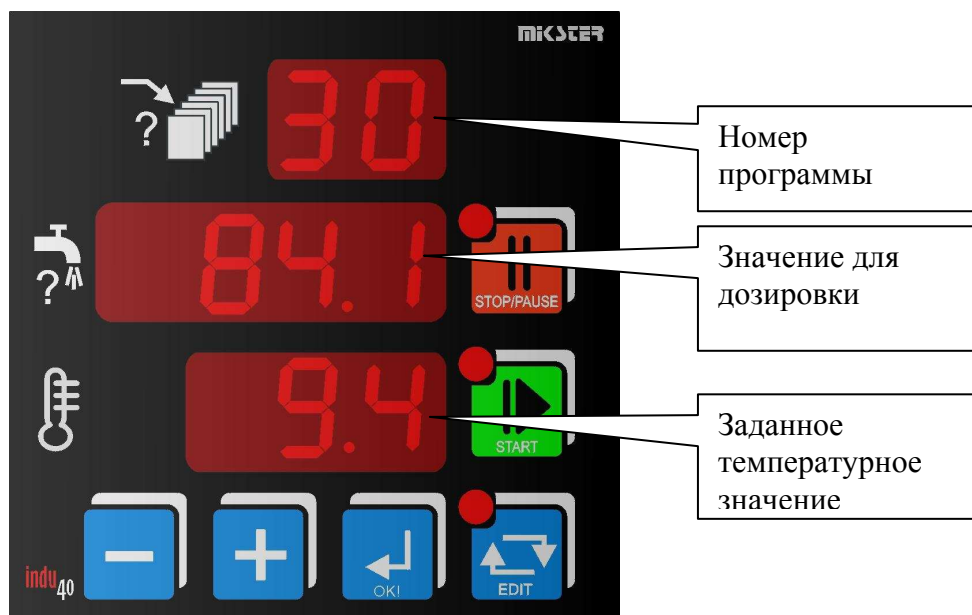 MIKSTER
?
30
Номер
программы
?
84.1
STOP/PAUSE
Значение для
дозировки
9.4
START
Заданное
температурное
значение
indu40
OK!
EDIT